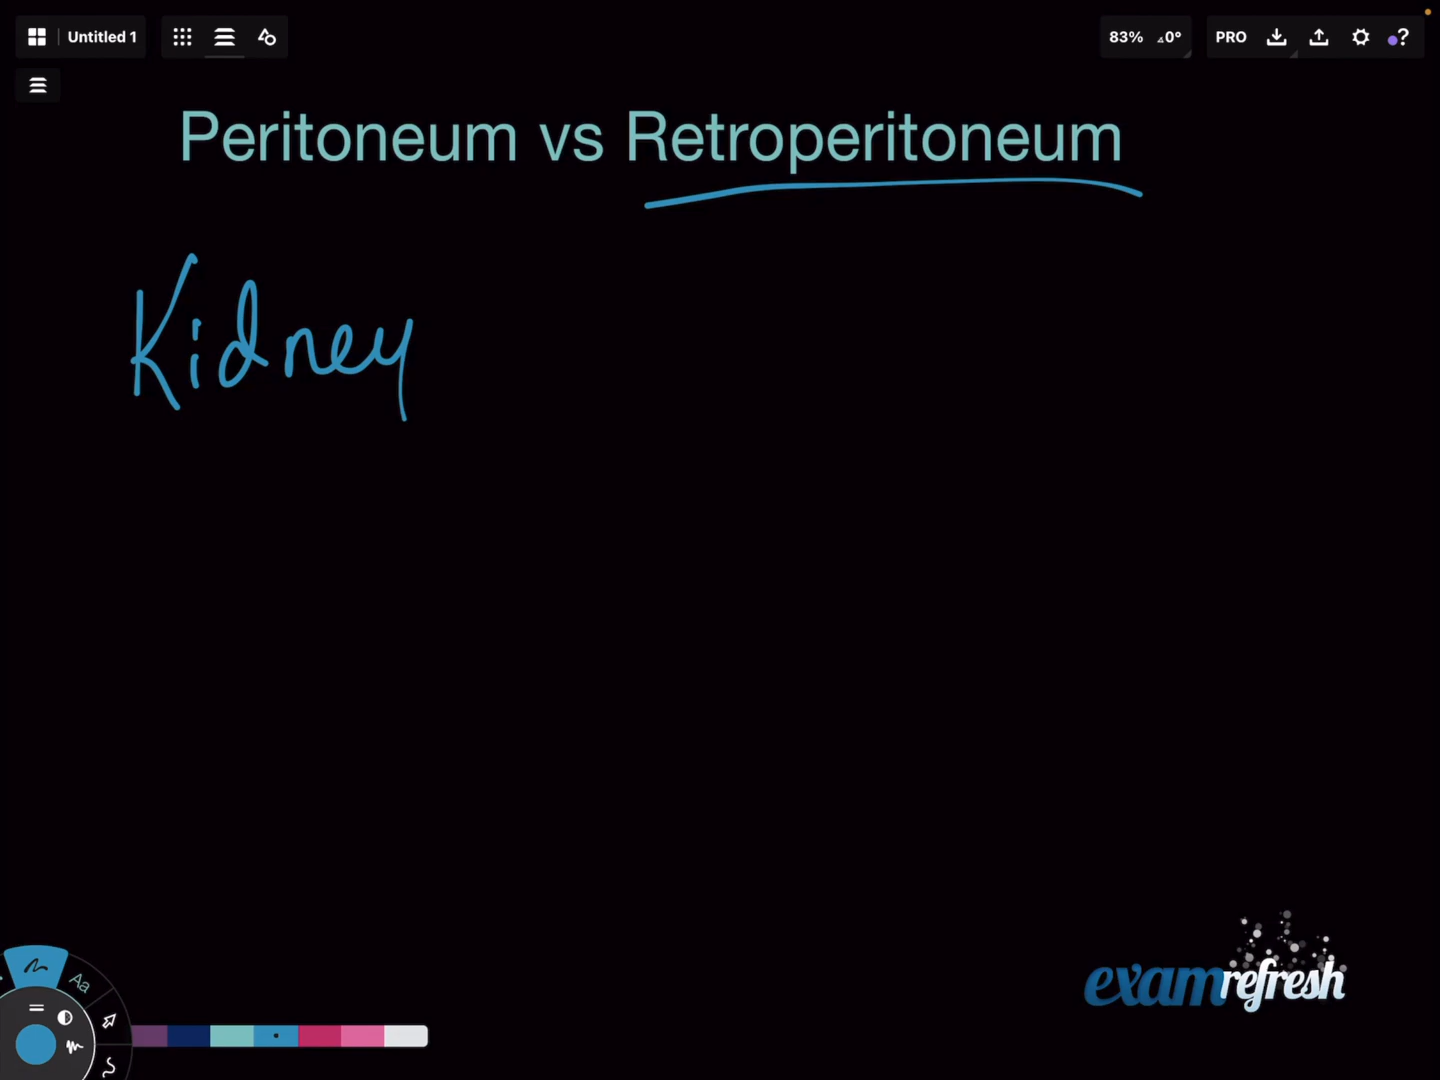 Untitled 1
83% 0°
PRO
?
Peritoneum vs Retroperitoneum
Kidney
Aa
examrefresh